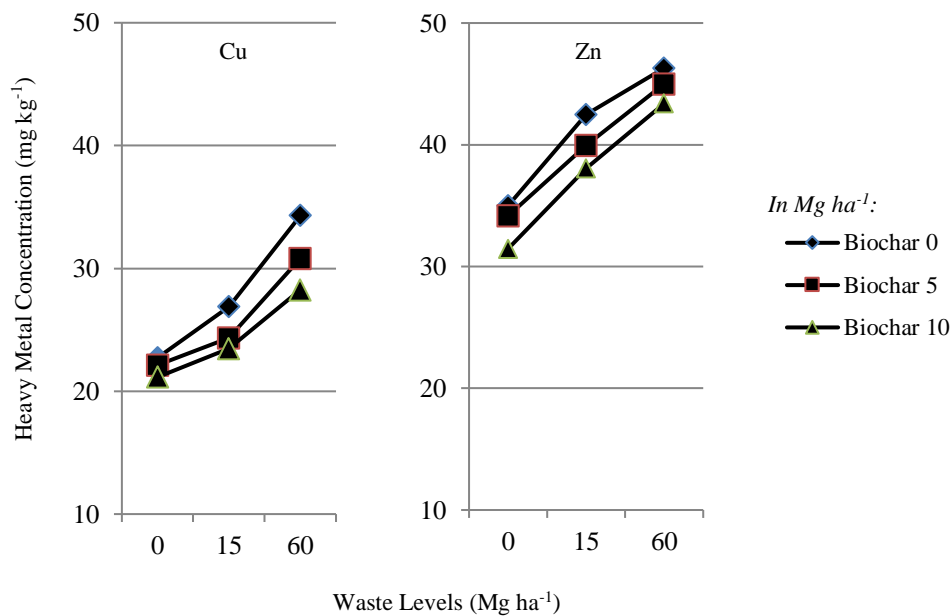 Cu
Zn
50
40
30
20
10
50
40
30
20
10
Heavy Metal Concentration (mg kg⁻¹)
0 15 60
0 15 60
Waste Levels (Mg ha⁻¹)
In Mg ha⁻¹:
Biochar 0
Biochar 5
Biochar 10